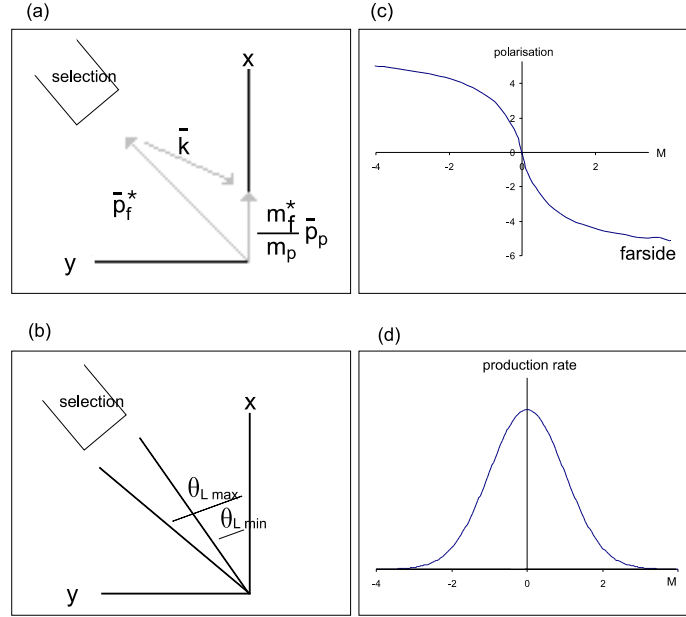 (a)
selection
x
k̄
p̄f*
mf*
mp
p̄p
y
(c)
polarisation
4
2
0
-4
-2
0
2
M
-2
-4
-6
farside
(b)
selection
x
θL max
θL min
y
(d)
production rate
-4
-2
0
2
M